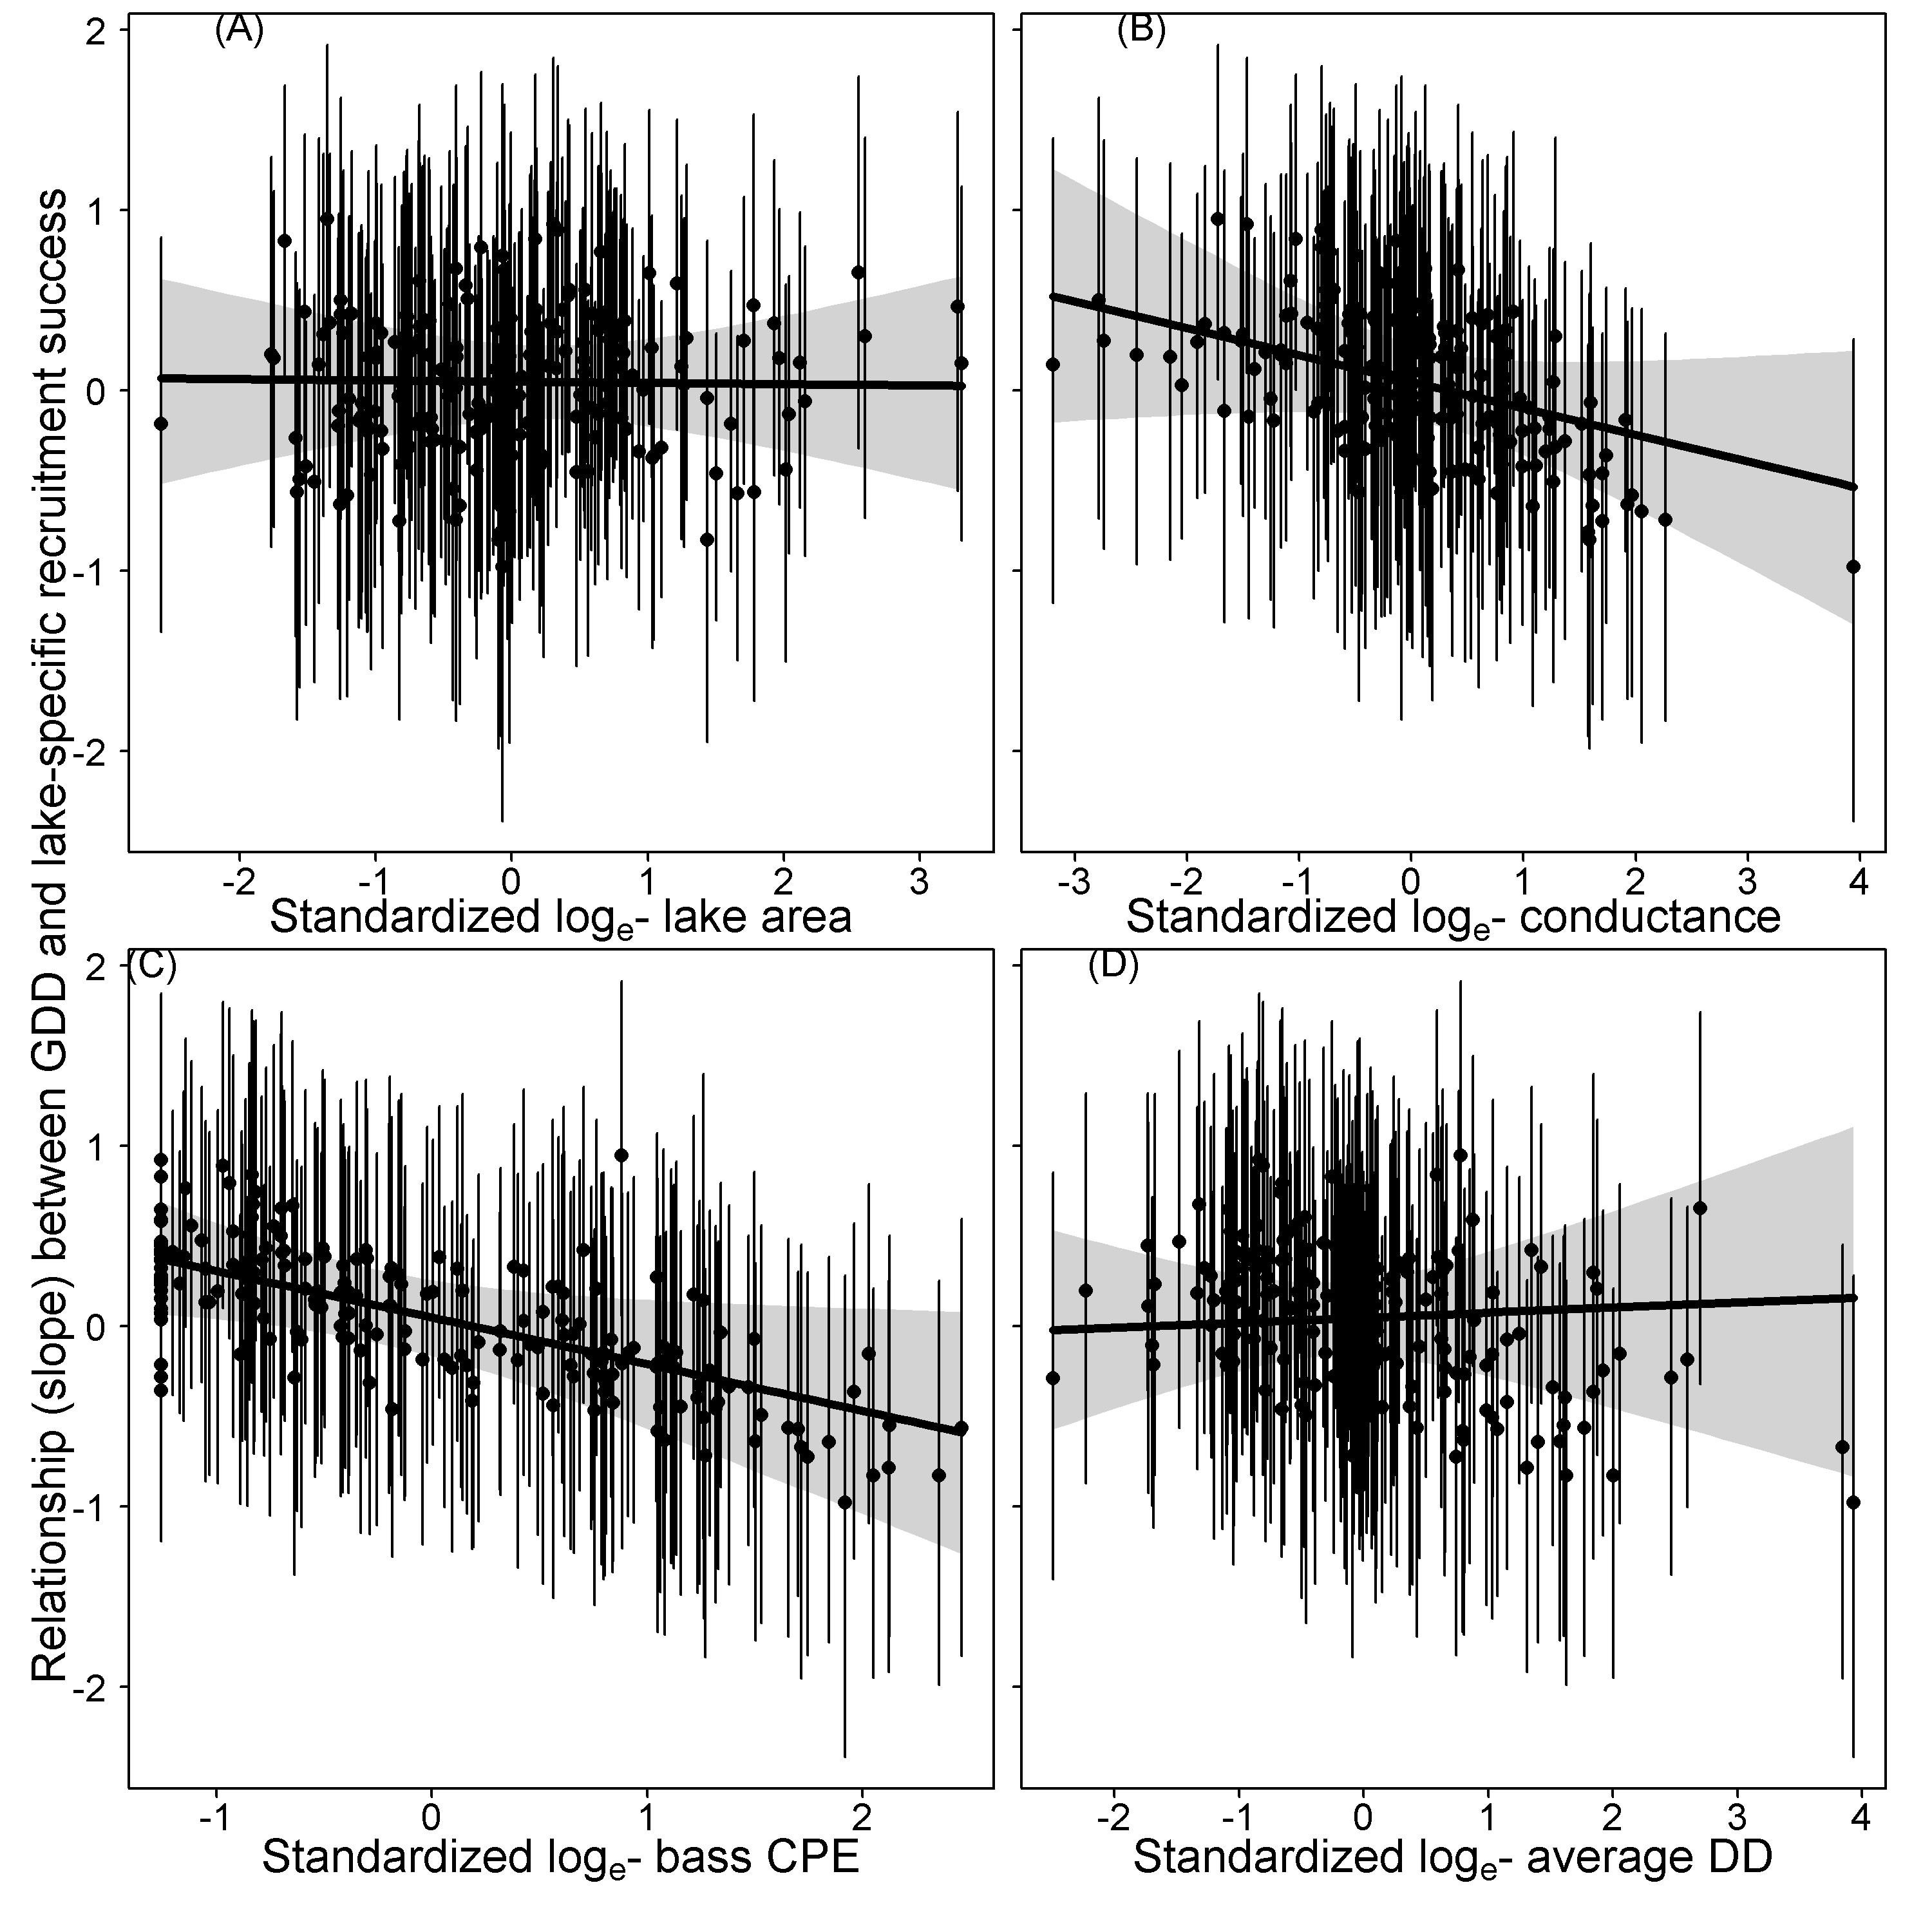 Relationship (slope) between GDD and lake-specific recruitment success
(A)
2
1
0
-1
-2
-2 -1 0 1 2 3
Standardized logₑ- lake area
(B)
-3 -2 -1 0 1 2 3 4
Standardized logₑ- conductance
(C)
2
1
0
-1
-2
-1 0 1 2
Standardized logₑ- bass CPE
(D)
-2 -1 0 1 2 3 4
Standardized logₑ- average DD